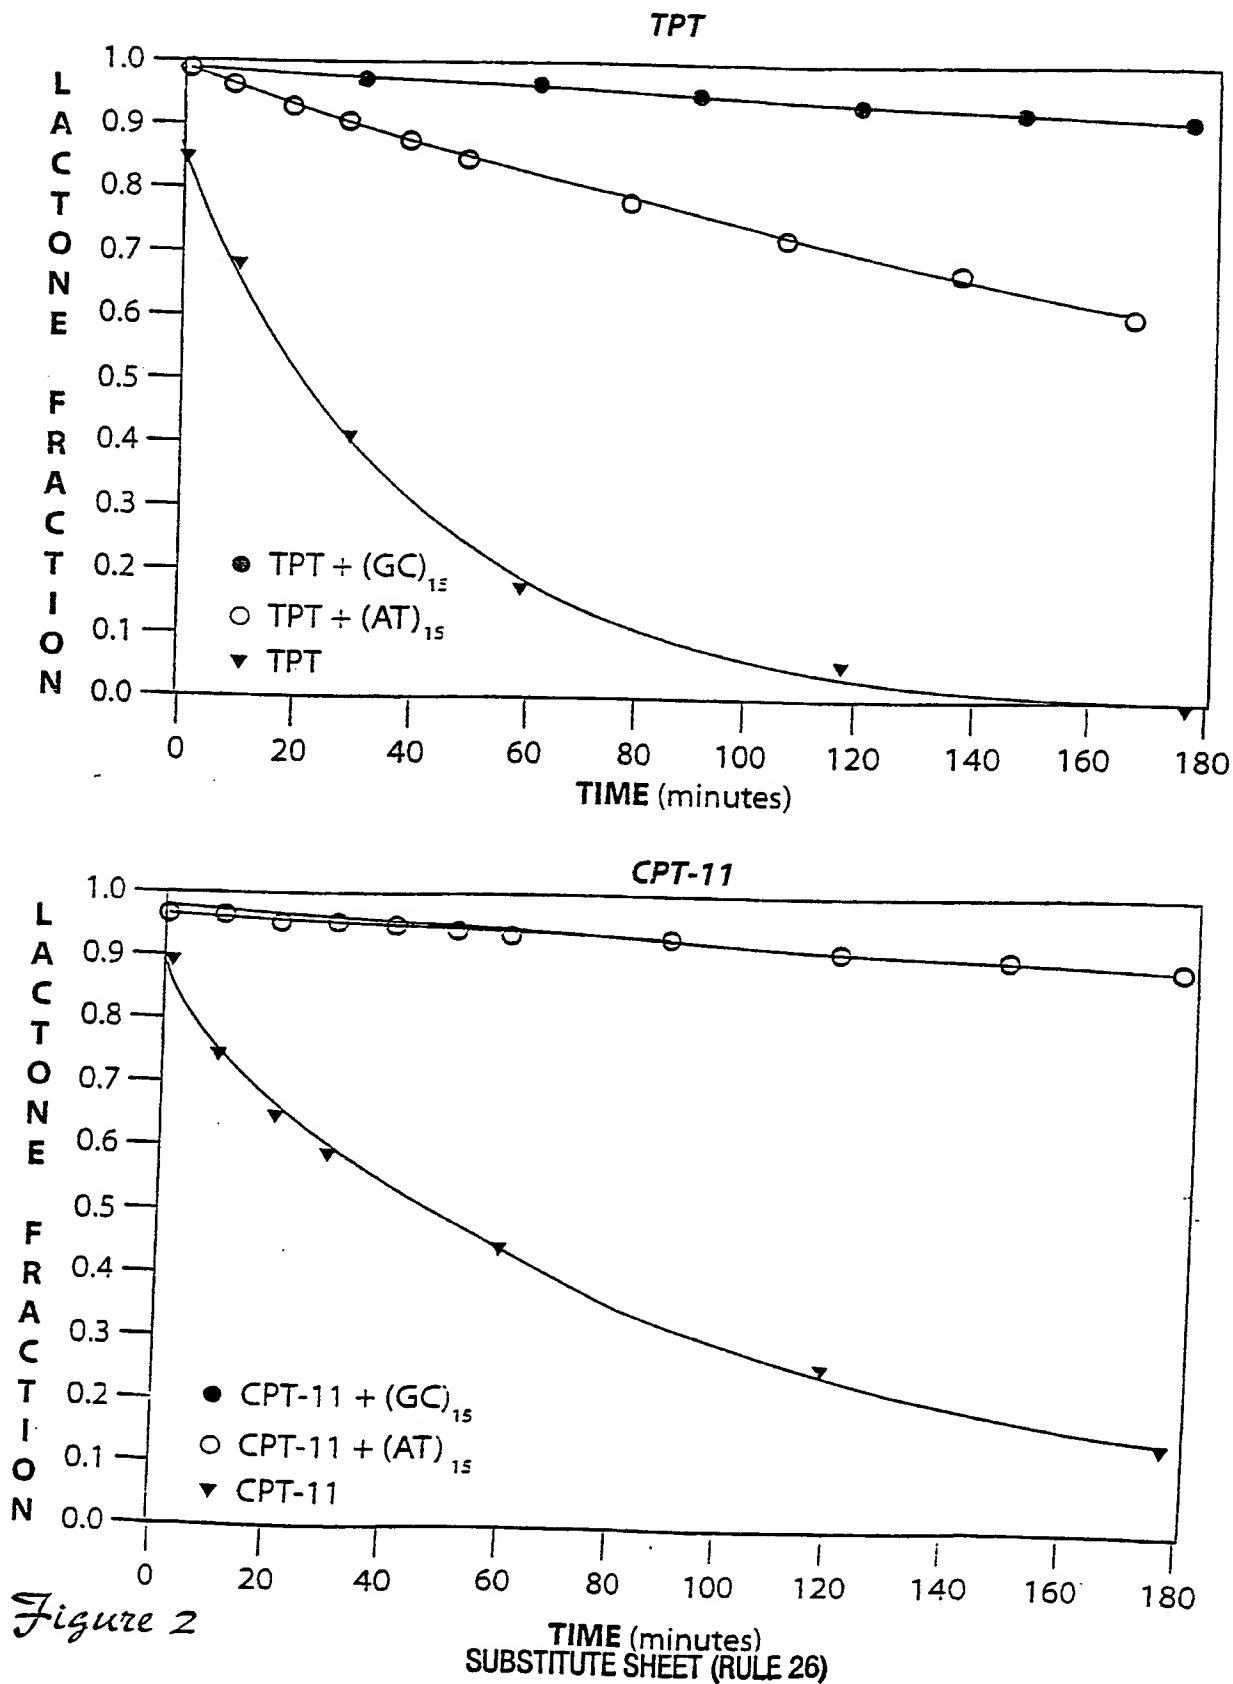 TPT
LACTONE FRACTION
1.0
0.9
0.8
0.7
0.6
0.5
0.4
0.3
0.2
0.1
0.0
● TPT + (GC)15
○ TPT + (AT)15
▼ TPT
0 20 40 60 80 100 120 140 160 180
TIME (minutes)
CPT-11
LACTONE FRACTION
1.0
0.9
0.8
0.7
0.6
0.5
0.4
0.3
0.2
0.1
0.0
● CPT-11 + (GC)15
○ CPT-11 + (AT)15
▼ CPT-11
0 20 40 60 80 100 120 140 160 180
Figure 2
TIME (minutes)
SUBSTITUTE SHEET (RULE 26)